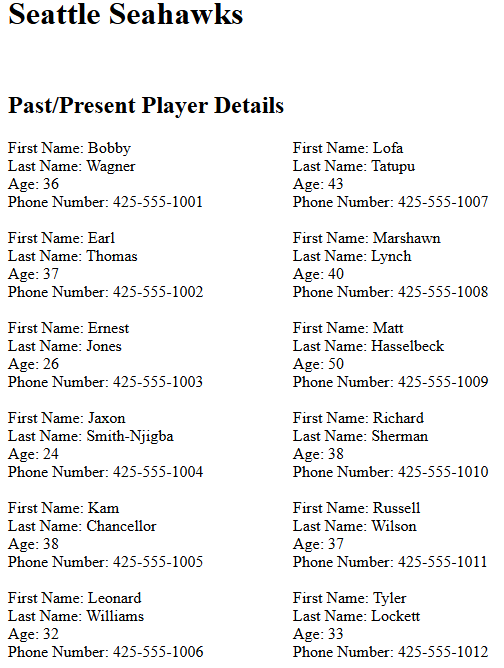 Seattle Seahawks
Past/Present Player Details
First Name: Bobby
Last Name: Wagner
Age: 36
Phone Number: 425-555-1001
First Name: Earl
Last Name: Thomas
Age: 37
Phone Number: 425-555-1002
First Name: Ernest
Last Name: Jones
Age: 26
Phone Number: 425-555-1003
First Name: Jaxon
Last Name: Smith-Njigba
Age: 24
Phone Number: 425-555-1004
First Name: Kam
Last Name: Chancellor
Age: 38
Phone Number: 425-555-1005
First Name: Leonard
Last Name: Williams
Age: 32
Phone Number: 425-555-1006
First Name: Lofa
Last Name: Tatupu
Age: 43
Phone Number: 425-555-1007
First Name: Marshawn
Last Name: Lynch
Age: 40
Phone Number: 425-555-1008
First Name: Matt
Last Name: Hasselbeck
Age: 50
Phone Number: 425-555-1009
First Name: Richard
Last Name: Sherman
Age: 38
Phone Number: 425-555-1010
First Name: Russell
Last Name: Wilson
Age: 37
Phone Number: 425-555-1011
First Name: Tyler
Last Name: Lockett
Age: 33
Phone Number: 425-555-1012